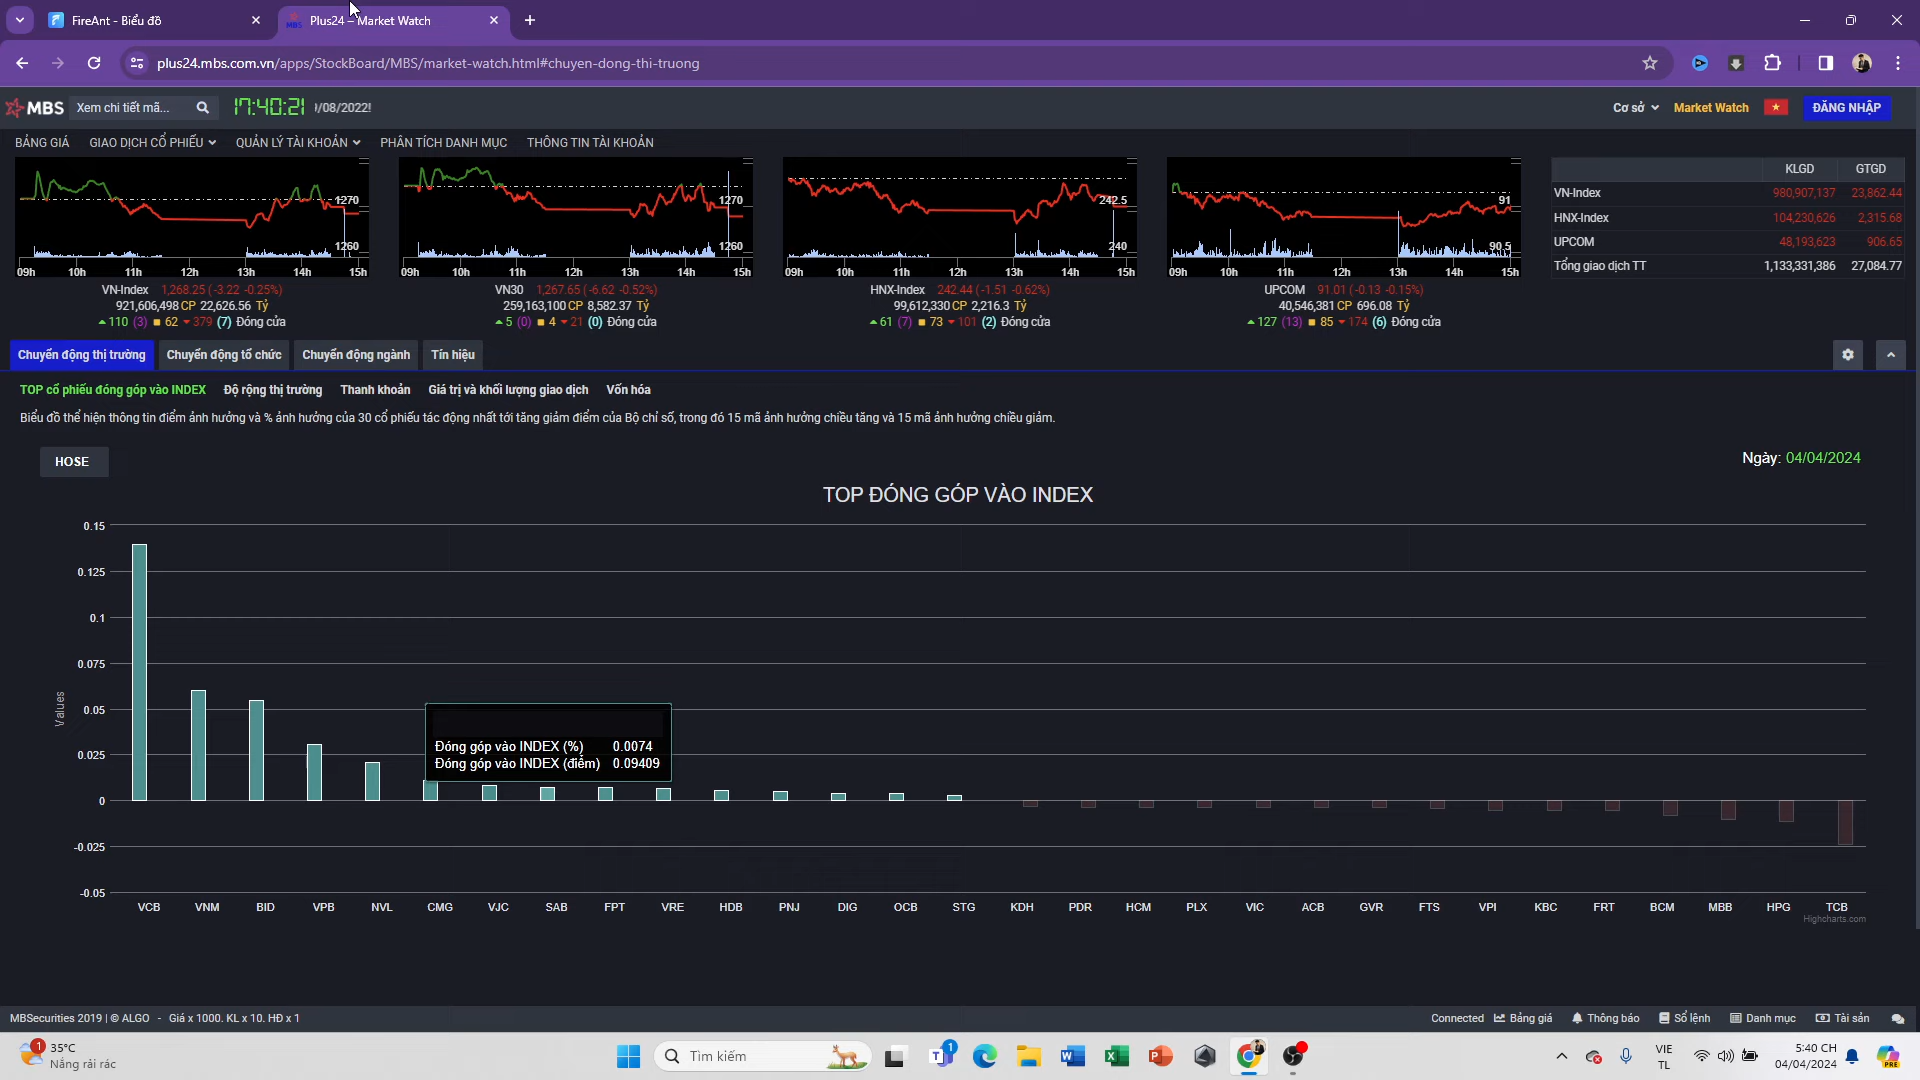 FireAnt - Biểu đồ
Plus24 – Market Watch
plus24.mbs.com.vn/apps/StockBoard/MBS/market-watch.html#chuyen-dong-thi-truong
MBS Xem chi tiết mã... 17:40:21 /08/2022!
Cơ sở Market Watch ĐĂNG NHẬP
BẢNG GIÁ GIAO DỊCH CỔ PHIẾU QUẢN LÝ TÀI KHOẢN PHÂN TÍCH DANH MỤC THÔNG TIN TÀI KHOẢN
1270
1260
09h 10h 11h 12h 13h 14h 15h
VN-Index 1,268.25 (-3.22 -0.25%)
921,606,498 CP 22,626.56 Tỷ
110 (3) 62 379 (7) Đóng cửa
1270
1260
09h 10h 11h 12h 13h 14h 15h
VN30 1,267.65 (-6.62 -0.52%)
259,163,100 CP 8,582.37 Tỷ
5 (0) 4 21 (0) Đóng cửa
242.5
240
09h 10h 11h 12h 13h 14h 15h
HNX-Index 242.44 (-1.51 -0.62%)
99,612,330 CP 2,216.3 Tỷ
61 (7) 73 101 (2) Đóng cửa
91
90.5
09h 10h 11h 12h 13h 14h 15h
UPCOM 91.01 (-0.13 -0.15%)
40,546,381 CP 696.08 Tỷ
127 (13) 85 174 (6) Đóng cửa
KLGD GTGD
VN-Index 980,907,137 23,862.44
HNX-Index 104,230,626 2,315.68
UPCOM 48,193,623 906.65
Tổng giao dịch TT 1,133,331,386 27,084.77
Chuyển động thị trường Chuyển động tổ chức Chuyển động ngành Tín hiệu
TOP cổ phiếu đóng góp vào INDEX Độ rộng thị trường Thanh khoản Giá trị và khối lượng giao dịch Vốn hóa
Biểu đồ thể hiện thông tin điểm ảnh hưởng và % ảnh hưởng của 30 cổ phiếu tác động nhất tới tăng giảm điểm của Bộ chỉ số, trong đó 15 mã ảnh hưởng chiều tăng và 15 mã ảnh hưởng chiều giảm.
HOSE
Ngày: 04/04/2024
TOP ĐÓNG GÓP VÀO INDEX
Values
0.15
0.125
0.1
0.075
0.05
0.025
0
-0.025
-0.05
Đóng góp vào INDEX (%) 0.0074
Đóng góp vào INDEX (điểm) 0.09409
VCB VNM BID VPB NVL CMG VJC SAB FPT VRE HDB PNJ DIG OCB STG KDH PDR HCM PLX VIC ACB GVR FTS VPI KBC FRT BCM MBB HPG TCB
Highcharts.com
MBSecurities 2019 | © ALGO - Giá x 1000. KL x 10. HĐ x 1
Connected Bảng giá Thông báo Sổ lệnh Danh mục Tài sản
1
35°C
Nắng rải rác
Tìm kiếm
1
VIE
TL
5:40 CH
04/04/2024
PRE